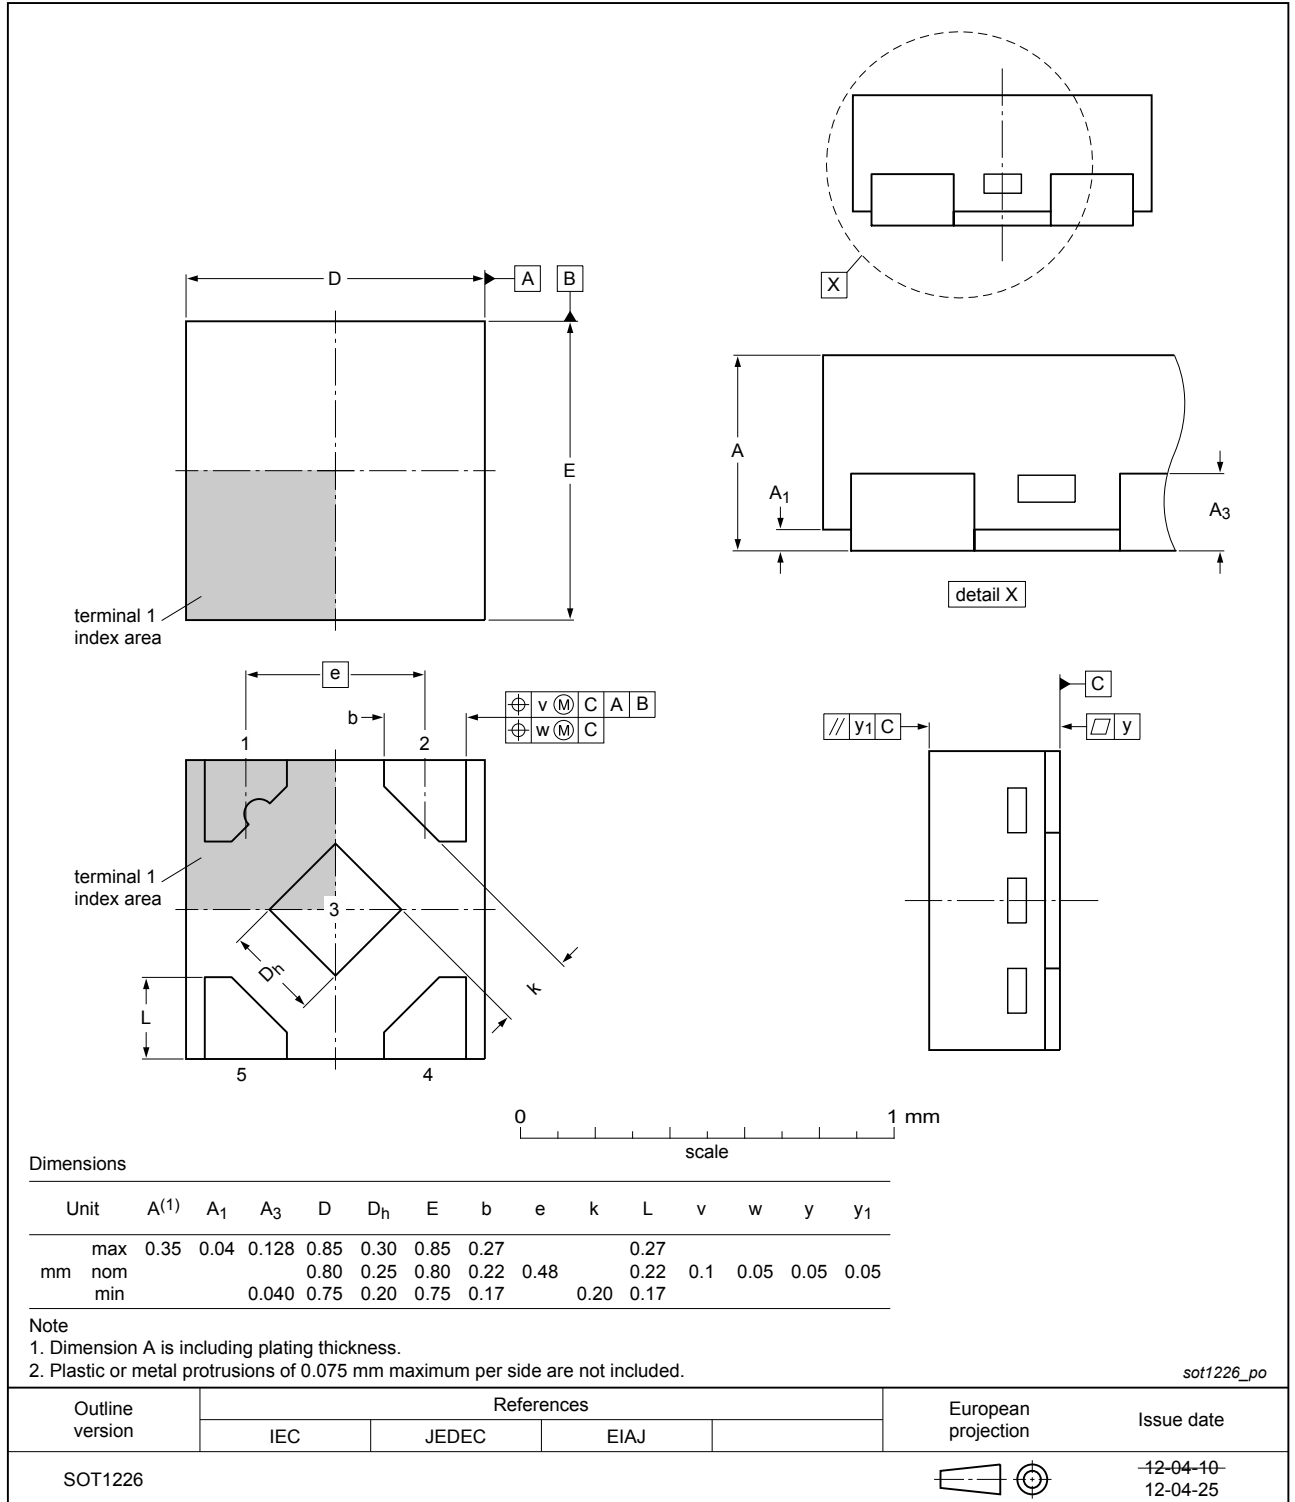 X
D
A
B
E
terminal 1
index area
A
A1
A3
detail X
e
b
v M C A B
w M C
1
2
terminal 1
index area
3
Dh
k
L
5
4
C
// y1 C
y
0
1 mm
scale
Dimensions
Unit A(1) A1 A3 D Dh E b e k L v w y y1
max 0.35 0.04 0.128 0.85 0.30 0.85 0.27 0.27
mm nom 0.80 0.25 0.80 0.22 0.48 0.22 0.1 0.05 0.05 0.05
min 0.040 0.75 0.20 0.75 0.17 0.20 0.17
Note
1. Dimension A is including plating thickness.
2. Plastic or metal protrusions of 0.075 mm maximum per side are not included.
sot1226_po
Outline
version
References
IEC JEDEC EIAJ
European
projection
Issue date
SOT1226
12-04-10
12-04-25